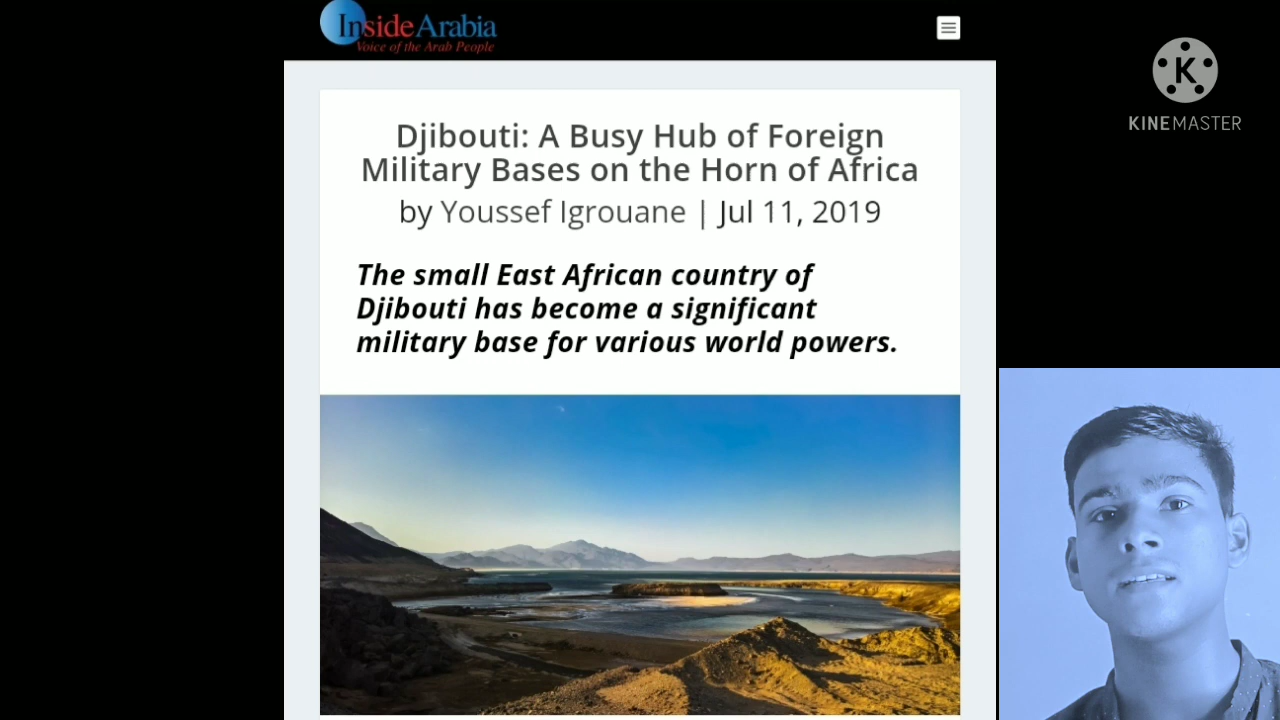 InsideArabia
Voice of the Arab People
K
KINEMASTER
Djibouti: A Busy Hub of Foreign
Military Bases on the Horn of Africa
by Youssef Igrouane | Jul 11, 2019
The small East African country of
Djibouti has become a significant
military base for various world powers.